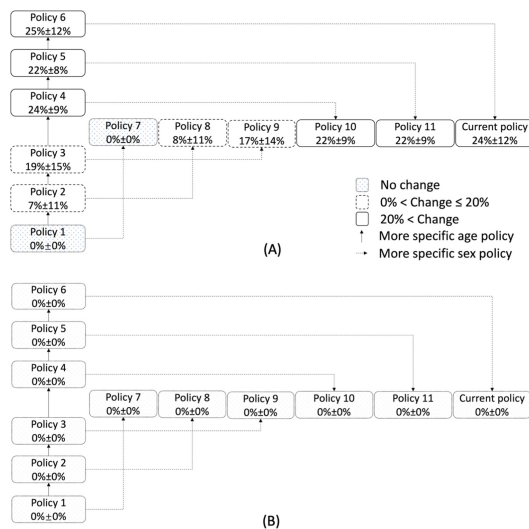 Policy 6
25%±12%
Policy 5
22%±8%
Policy 4
24%±9%
Policy 7
0%±0%
Policy 8
8%±11%
Policy 9
17%±14%
Policy 10
22%±9%
Policy 11
22%±9%
Current policy
24%±12%
Policy 3
19%±15%
Policy 2
7%±11%
Policy 1
0%±0%
No change
0% < Change ≤ 20%
20% < Change
More specific age policy
More specific sex policy
(A)
Policy 6
0%±0%
Policy 5
0%±0%
Policy 4
0%±0%
Policy 7
0%±0%
Policy 8
0%±0%
Policy 9
0%±0%
Policy 10
0%±0%
Policy 11
0%±0%
Current policy
0%±0%
Policy 3
0%±0%
Policy 2
0%±0%
Policy 1
0%±0%
(B)